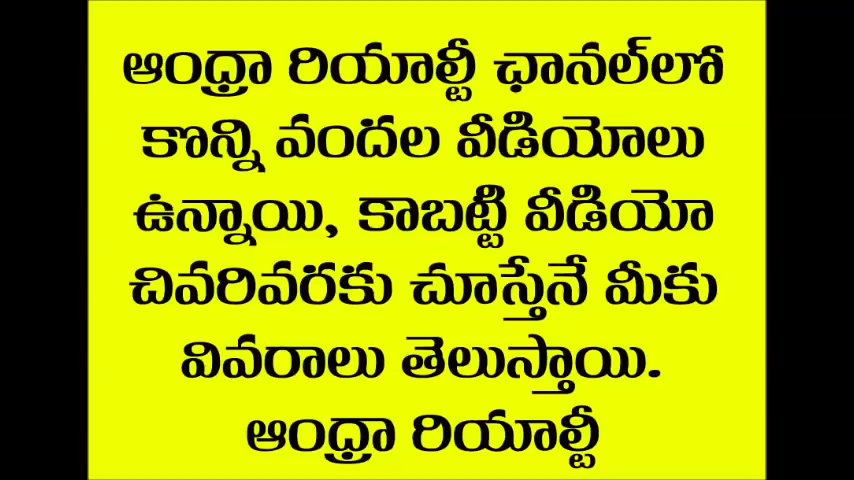 ఆంధ్రా రియాల్టీ ఛానల్‌లో
కొన్ని వందల వీడియోలు
ఉన్నాయి, కాబట్టి వీడియో
చివరివరకు చూస్తేనే మీకు
వివరాలు తెలుస్తాయి.
ఆంధ్రా రియాల్టీ